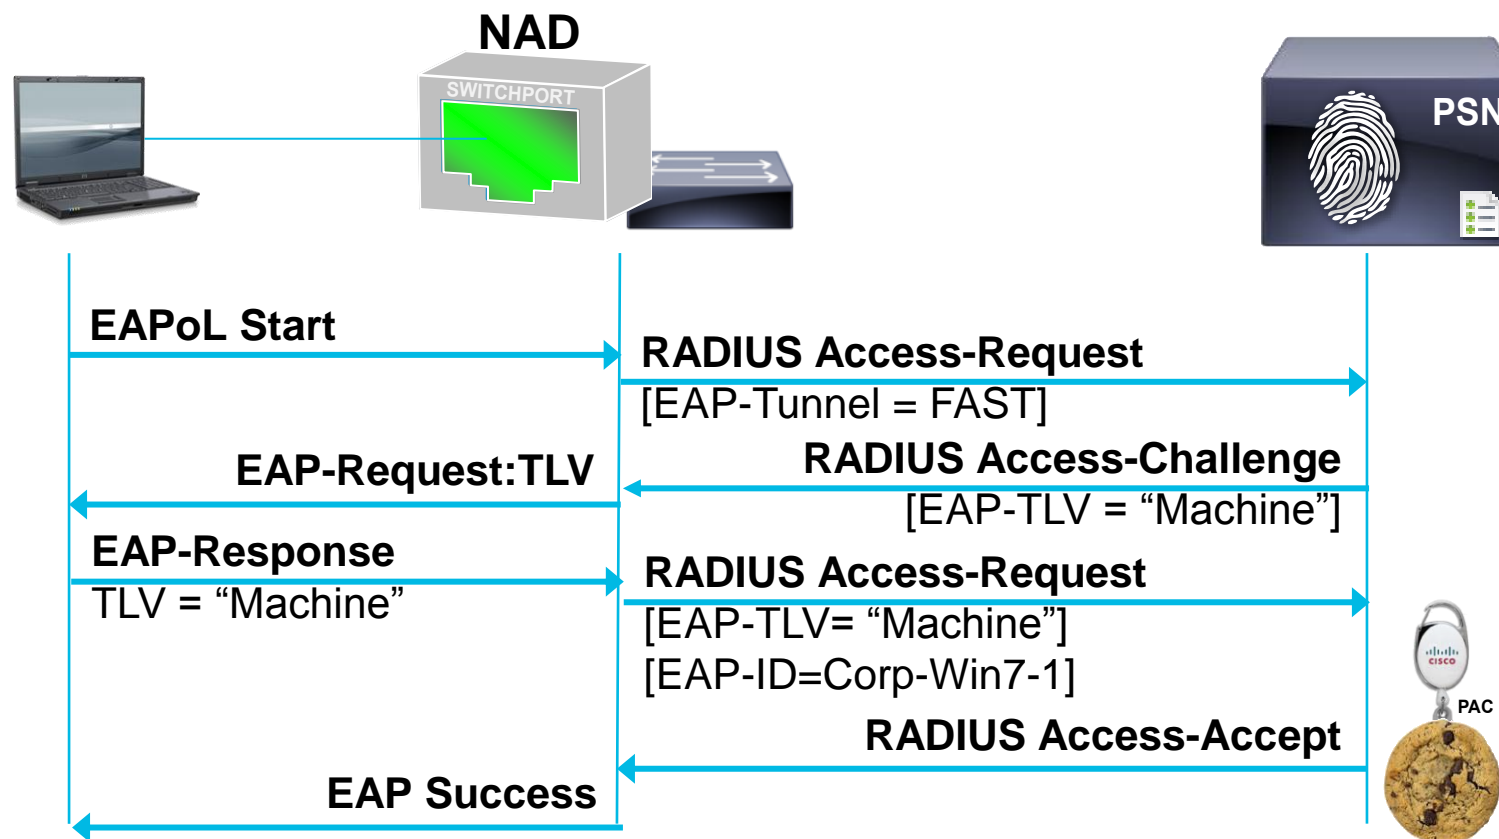 NAD
SWITCHPORT
PSN
EAPoL Start
RADIUS Access-Request
[EAP-Tunnel = FAST]
RADIUS Access-Challenge
EAP-Request:TLV
[EAP-TLV = “Machine”]
EAP-Response
TLV = “Machine”
RADIUS Access-Request
[EAP-TLV= “Machine”]
[EAP-ID=Corp-Win7-1]
CISCO
PAC
RADIUS Access-Accept
EAP Success